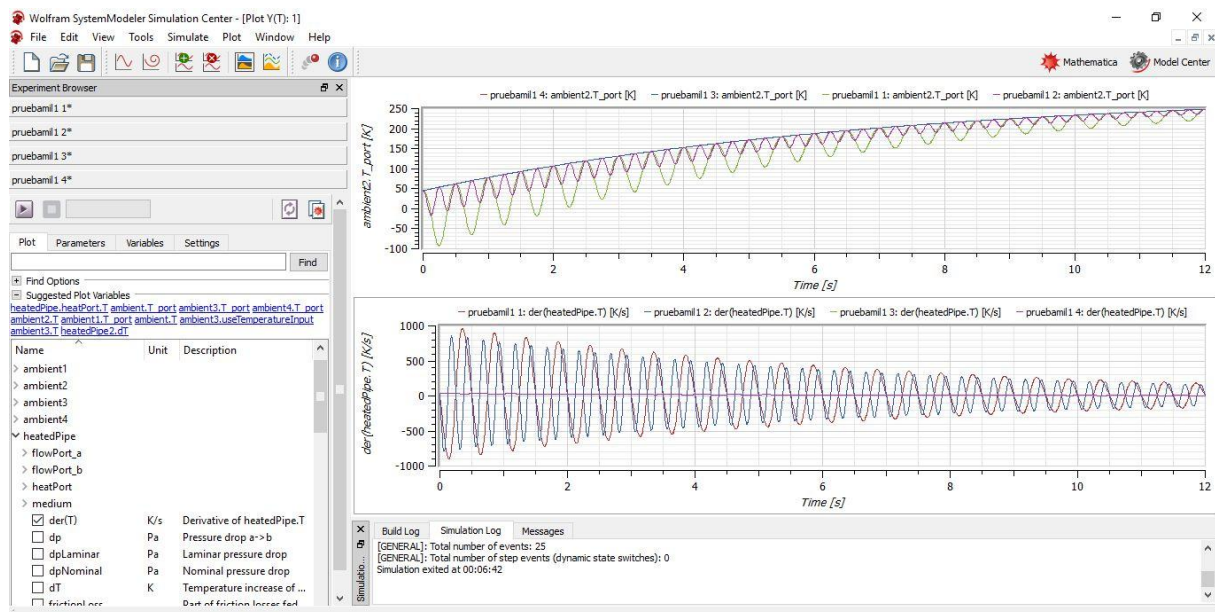 Wolfram SystemModeler Simulation Center - [Plot Y(T): 1]
File Edit View Tools Simulate Plot Window Help
Mathematica Model Center
Experiment Browser
pruebamil1 1*
pruebamil1 2*
pruebamil1 3*
pruebamil1 4*
Plot Parameters Variables Settings
Find
Find Options
Suggested Plot Variables
heatedPipe.heatPort.T ambient.T_port ambient3.T_port ambient4.T_port
ambient2.T ambient1.T_port ambient.T ambient3.useTemperatureInput
ambient3.T heatedPipe2.dT
Name Unit Description
ambient1
ambient2
ambient3
ambient4
heatedPipe
flowPort_a
flowPort_b
heatPort
medium
der(T) K/s Derivative of heatedPipe.T
dp Pa Pressure drop a->b
dpLaminar Pa Laminar pressure drop
dpNominal Pa Nominal pressure drop
dT K Temperature increase of ...
frictionLoss Part of friction losses fed
pruebamil1 4: ambient2.T_port [K] pruebamil1 3: ambient2.T_port [K] pruebamil1 1: ambient2.T_port [K] pruebamil1 2: ambient2.T_port [K]
ambient2.T_port [K]
250
200
150
100
50
0
-50
-100
0 2 4 6 8 10 12
Time [s]
pruebamil1 1: der(heatedPipe.T) [K/s] pruebamil1 2: der(heatedPipe.T) [K/s] pruebamil1 3: der(heatedPipe.T) [K/s] pruebamil1 4: der(heatedPipe.T) [K/s]
der(heatedPipe.T) [K/s]
1000
500
0
-500
-1000
0 2 4 6 8 10 12
Time [s]
Simulatio...
Build Log Simulation Log Messages
[GENERAL]: Total number of events: 25
[GENERAL]: Total number of step events (dynamic state switches): 0
Simulation exited at 00:06:42